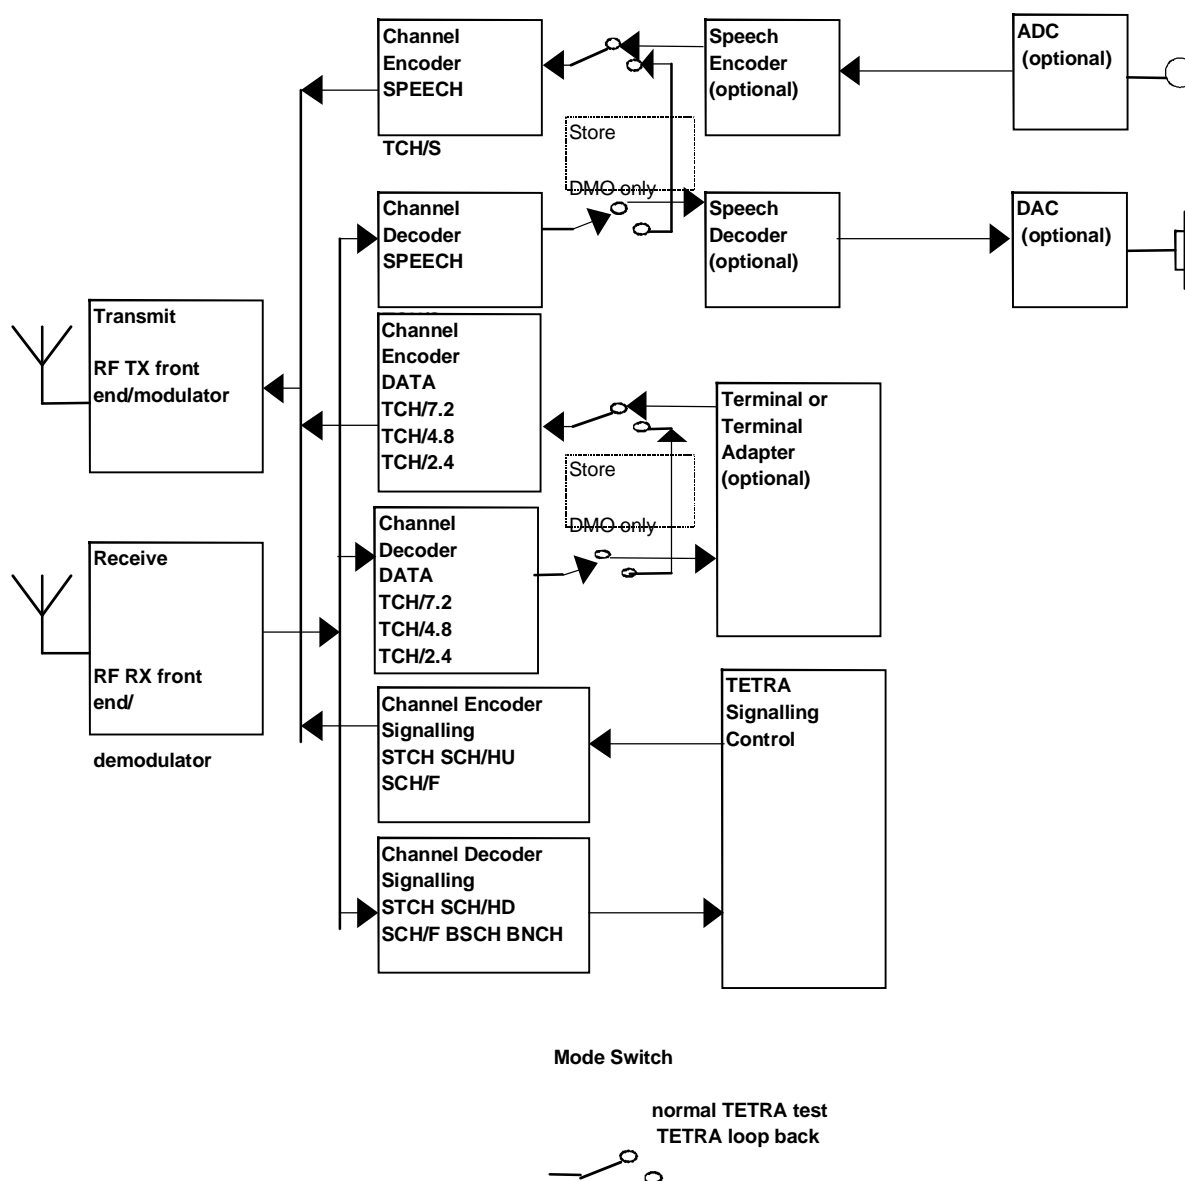 Channel
Encoder
SPEECH
TCH/S
Speech
Encoder
(optional)
ADC
(optional)
Store
DMO only
Channel
Decoder
SPEECH
Speech
Decoder
(optional)
DAC
(optional)
Transmit
RF TX front
end/modulator
Channel
Encoder
DATA
TCH/7.2
TCH/4.8
TCH/2.4
Terminal or
Terminal
Adapter
(optional)
Store
DMO only
Channel
Decoder
DATA
TCH/7.2
TCH/4.8
TCH/2.4
Receive
RF RX front
end/
demodulator
Channel Encoder
Signalling
STCH SCH/HU
SCH/F
TETRA
Signalling
Control
Channel Decoder
Signalling
STCH SCH/HD
SCH/F BSCH BNCH
Mode Switch
normal TETRA test
TETRA loop back